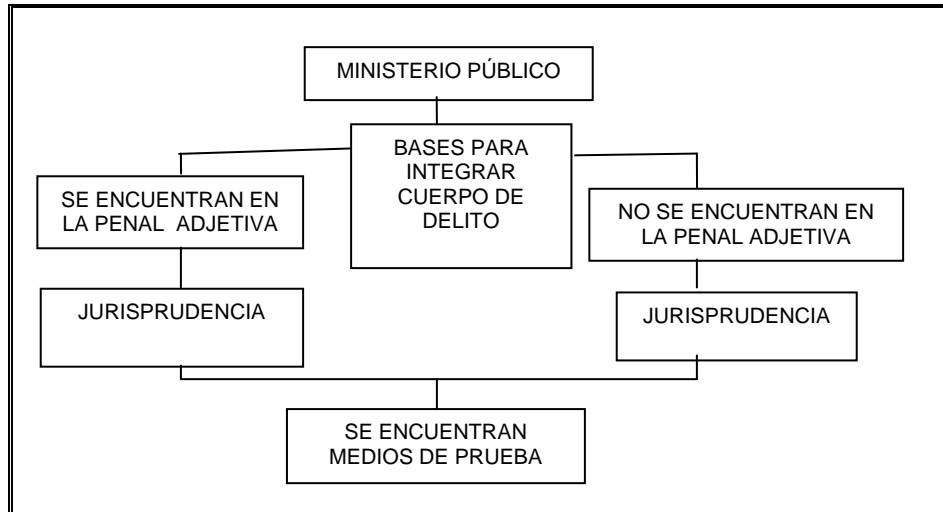 MINISTERIO PÚBLICO
BASES PARA
INTEGRAR
CUERPO DE
DELITO
SE ENCUENTRAN EN
LA PENAL ADJETIVA
NO SE ENCUENTRAN EN
LA PENAL ADJETIVA
JURISPRUDENCIA
JURISPRUDENCIA
SE ENCUENTRAN
MEDIOS DE PRUEBA